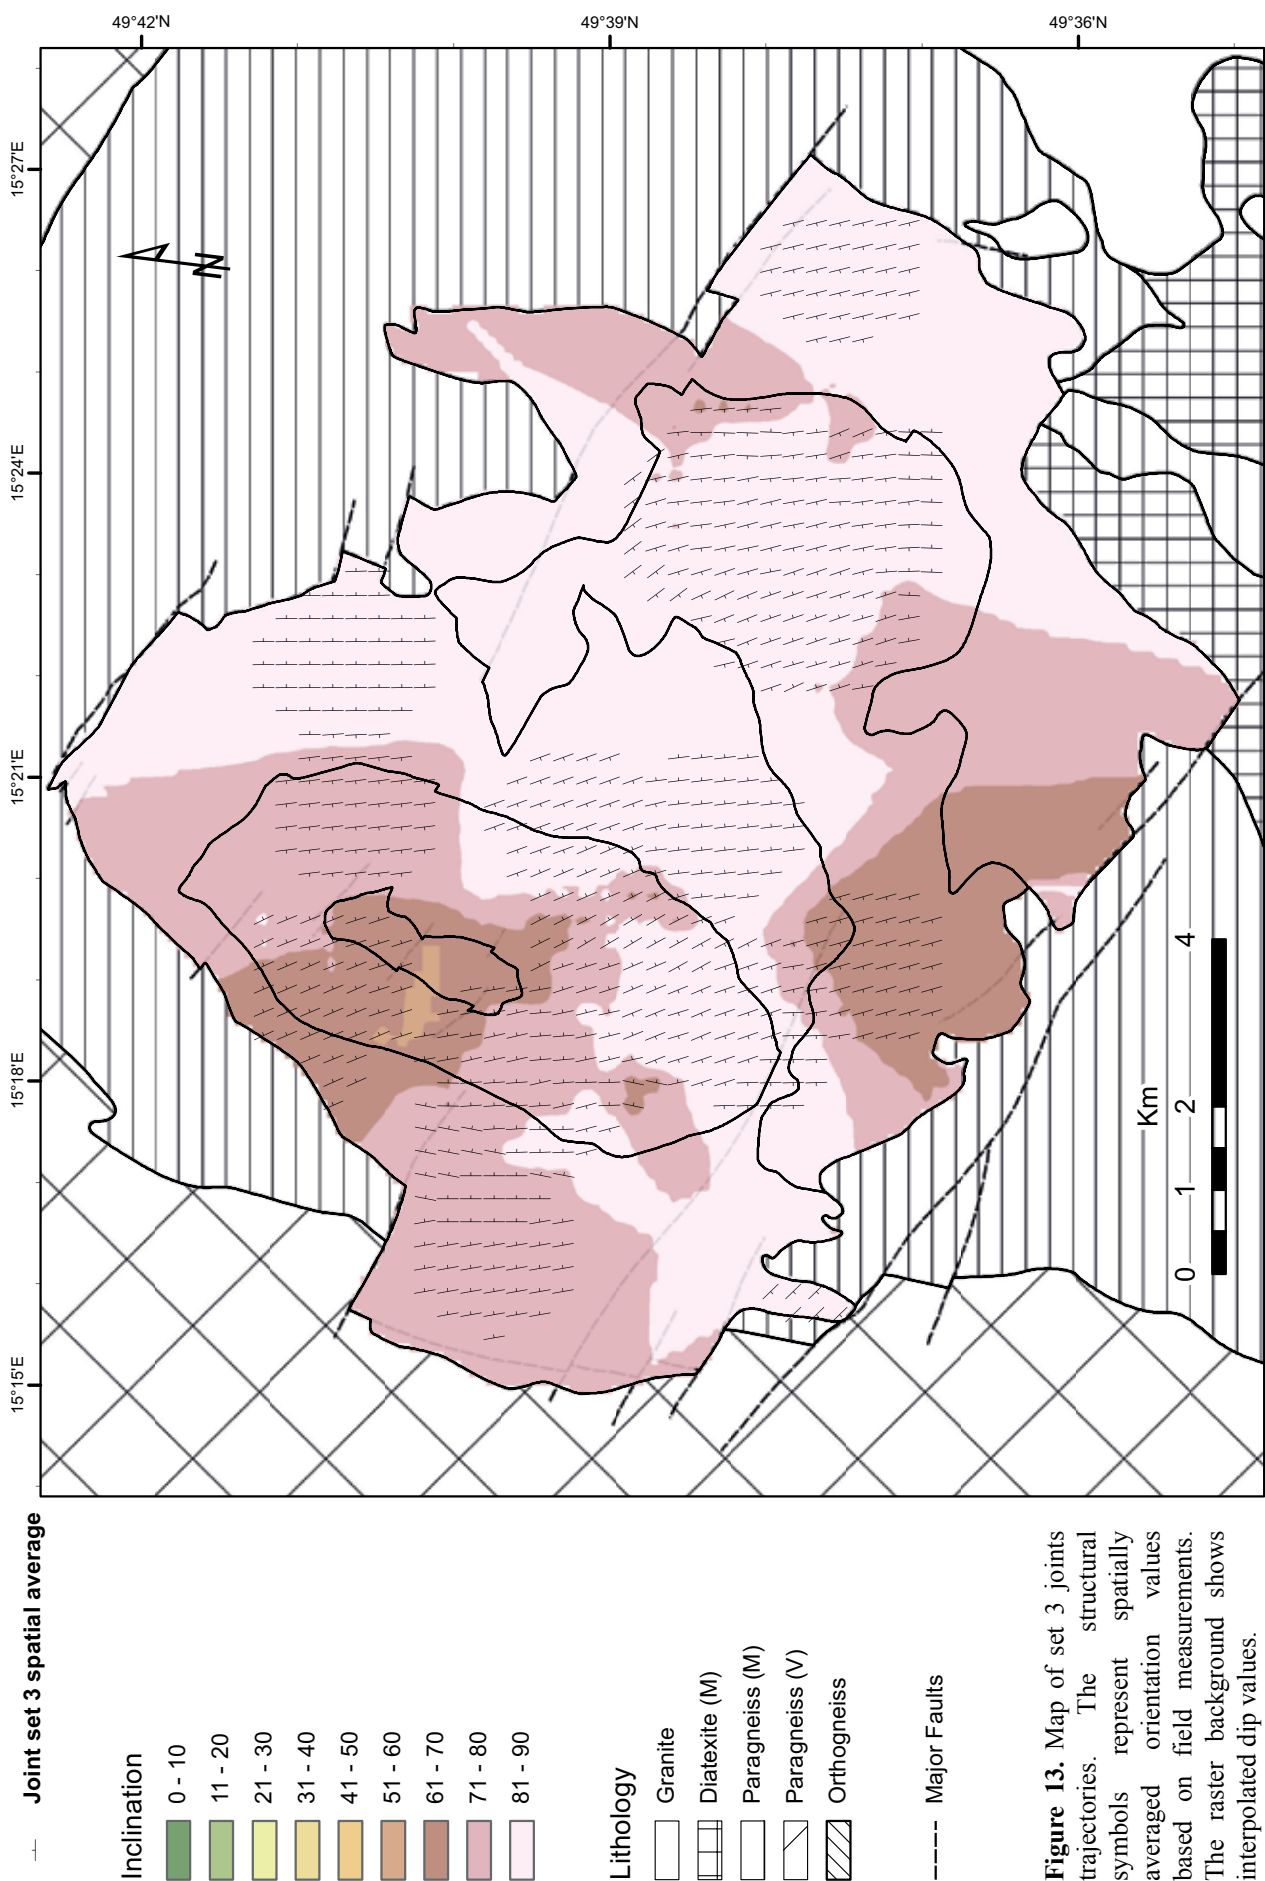 49°42'N
49°39'N
49°36'N
15°27'E
15°24'E
15°21'E
15°18'E
15°15'E
N
Km
0 1 2 4
Joint set 3 spatial average
Inclination
0 - 10
11 - 20
21 - 30
31 - 40
41 - 50
51 - 60
61 - 70
71 - 80
81 - 90
Lithology
Granite
Diatexite (M)
Paragneiss (M)
Paragneiss (V)
Orthogneiss
Major Faults
Figure 13. Map of set 3 joints
trajectories. The structural
symbols represent spatially
averaged orientation values
based on field measurements.
The raster background shows
interpolated dip values.